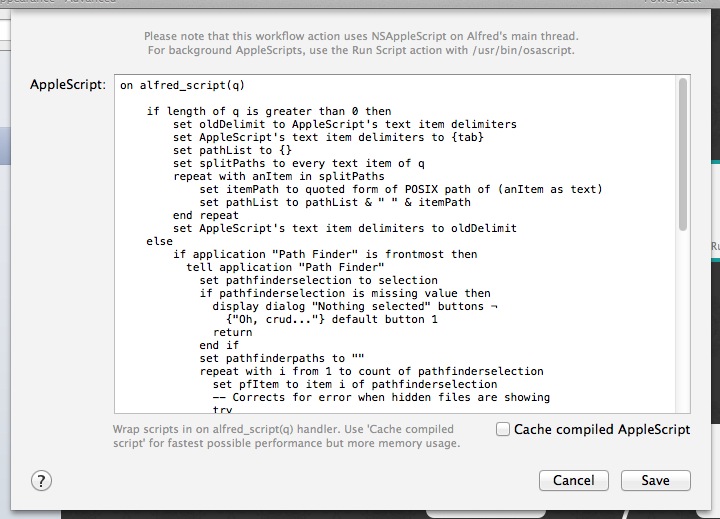 Please note that this workflow action uses NSAppleScript on Alfred's main thread.
For background AppleScripts, use the Run Script action with /usr/bin/osascript.
AppleScript:
on alfred_script(q)
if length of q is greater than 0 then
set oldDelimit to AppleScript's text item delimiters
set AppleScript's text item delimiters to {tab}
set pathList to {}
set splitPaths to every text item of q
repeat with anItem in splitPaths
set itemPath to quoted form of POSIX path of (anItem as text)
set pathList to pathList & " " & itemPath
end repeat
set AppleScript's text item delimiters to oldDelimit
else
if application "Path Finder" is frontmost then
tell application "Path Finder"
set pathfinderselection to selection
if pathfinderselection is missing value then
display dialog "Nothing selected" buttons ¬
{"Oh, crud..."} default button 1
return
end if
set pathfinderpaths to ""
repeat with i from 1 to count of pathfinderselection
set pfItem to item i of pathfinderselection
-- Corrects for error when hidden files are showing
try
Wrap scripts in on alfred_script(q) handler. Use 'Cache compiled
script' for fastest possible performance but more memory usage.
Cache compiled AppleScript
?
Cancel
Save